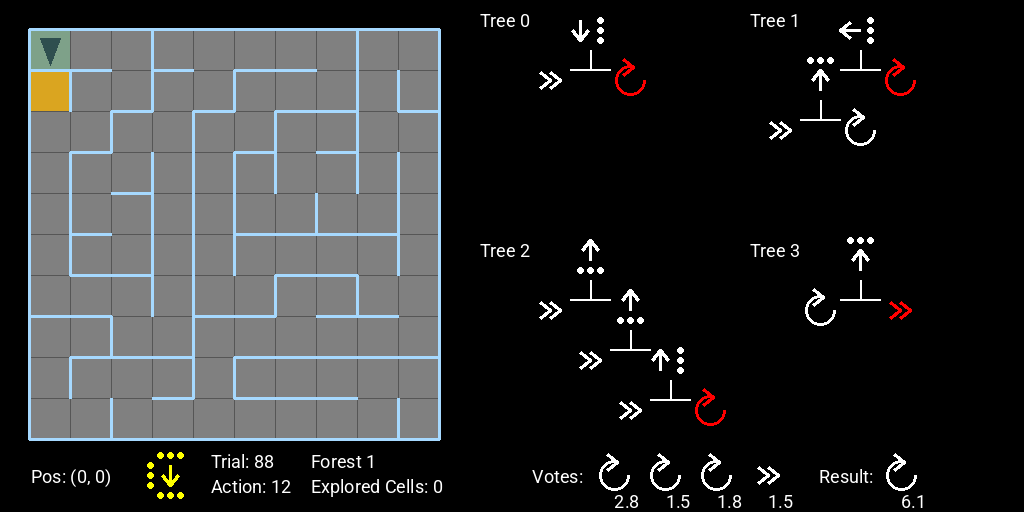 Tree 0
Tree 1
Tree 2
Tree 3
Pos: (0, 0)
Trial: 88
Forest 1
Action: 12
Explored Cells: 0
Votes:
2.8
1.5
1.8
1.5
Result:
6.1